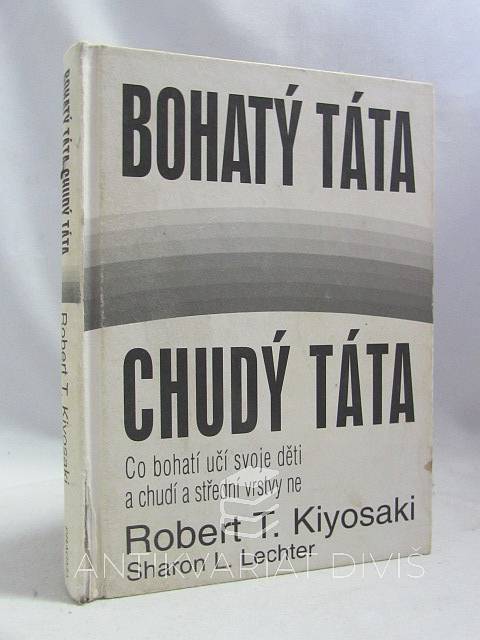 BOHATÝ TÁTA
CHUDÝ TÁTA
Co bohatí učí svoje děti
a chudí a střední vrstvy ne
Robert T. Kiyosaki
Sharon L. Lechter
BOHATÝ TÁTA, CHUDÝ TÁTA
Robert T. Kiyosaki
ANTIKVARIÁT DIVIŠ